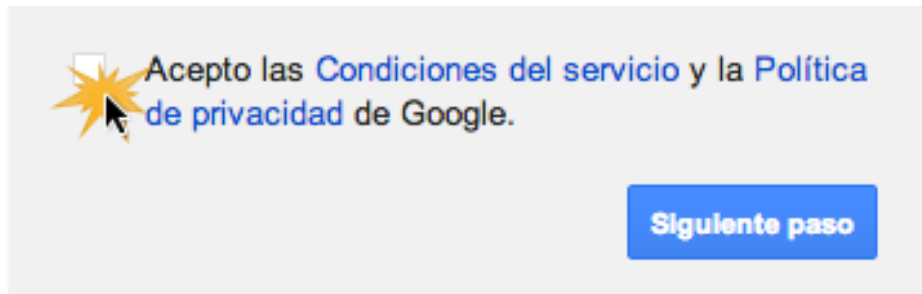 Acepto las Condiciones del servicio y la Política
de privacidad de Google.
Siguiente paso